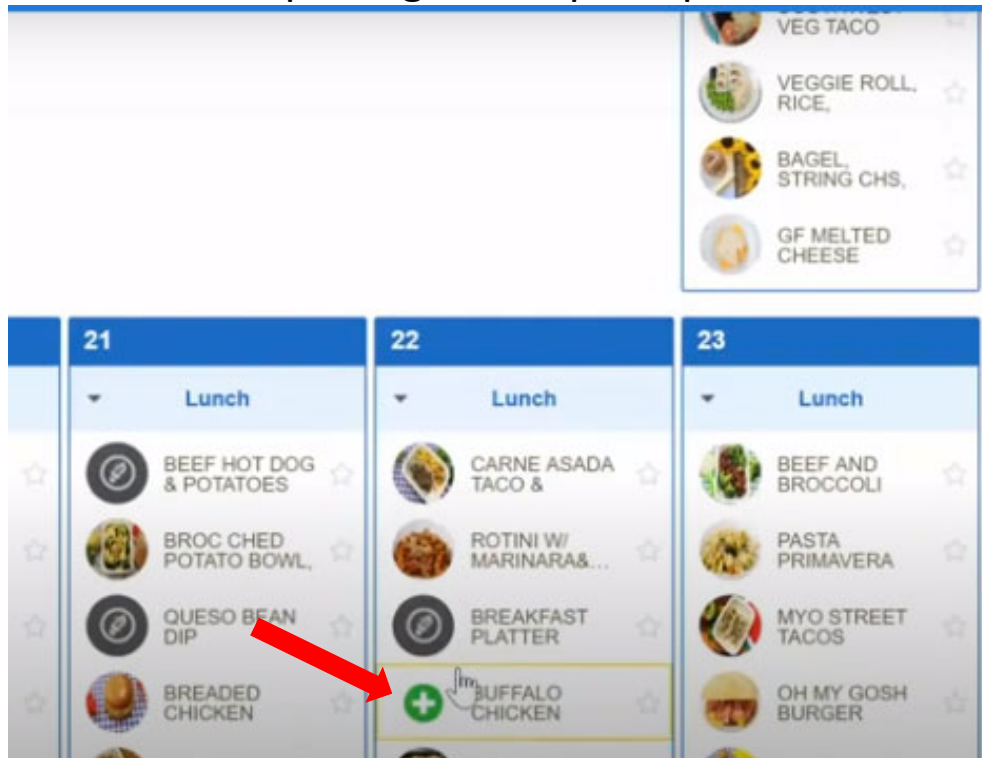 VEG TACO
VEGGIE ROLL,
RICE,
BAGEL,
STRING CHS,
GF MELTED
CHEESE
21
Lunch
BEEF HOT DOG
& POTATOES
BROC CHED
POTATO BOWL,
QUESO BEAN
DIP
BREADED
CHICKEN
22
Lunch
CARNE ASADA
TACO &
ROTINI W/
MARINARA&...
BREAKFAST
PLATTER
BUFFALO
CHICKEN
23
Lunch
BEEF AND
BROCCOLI
PASTA
PRIMAVERA
MYO STREET
TACOS
OH MY GOSH
BURGER